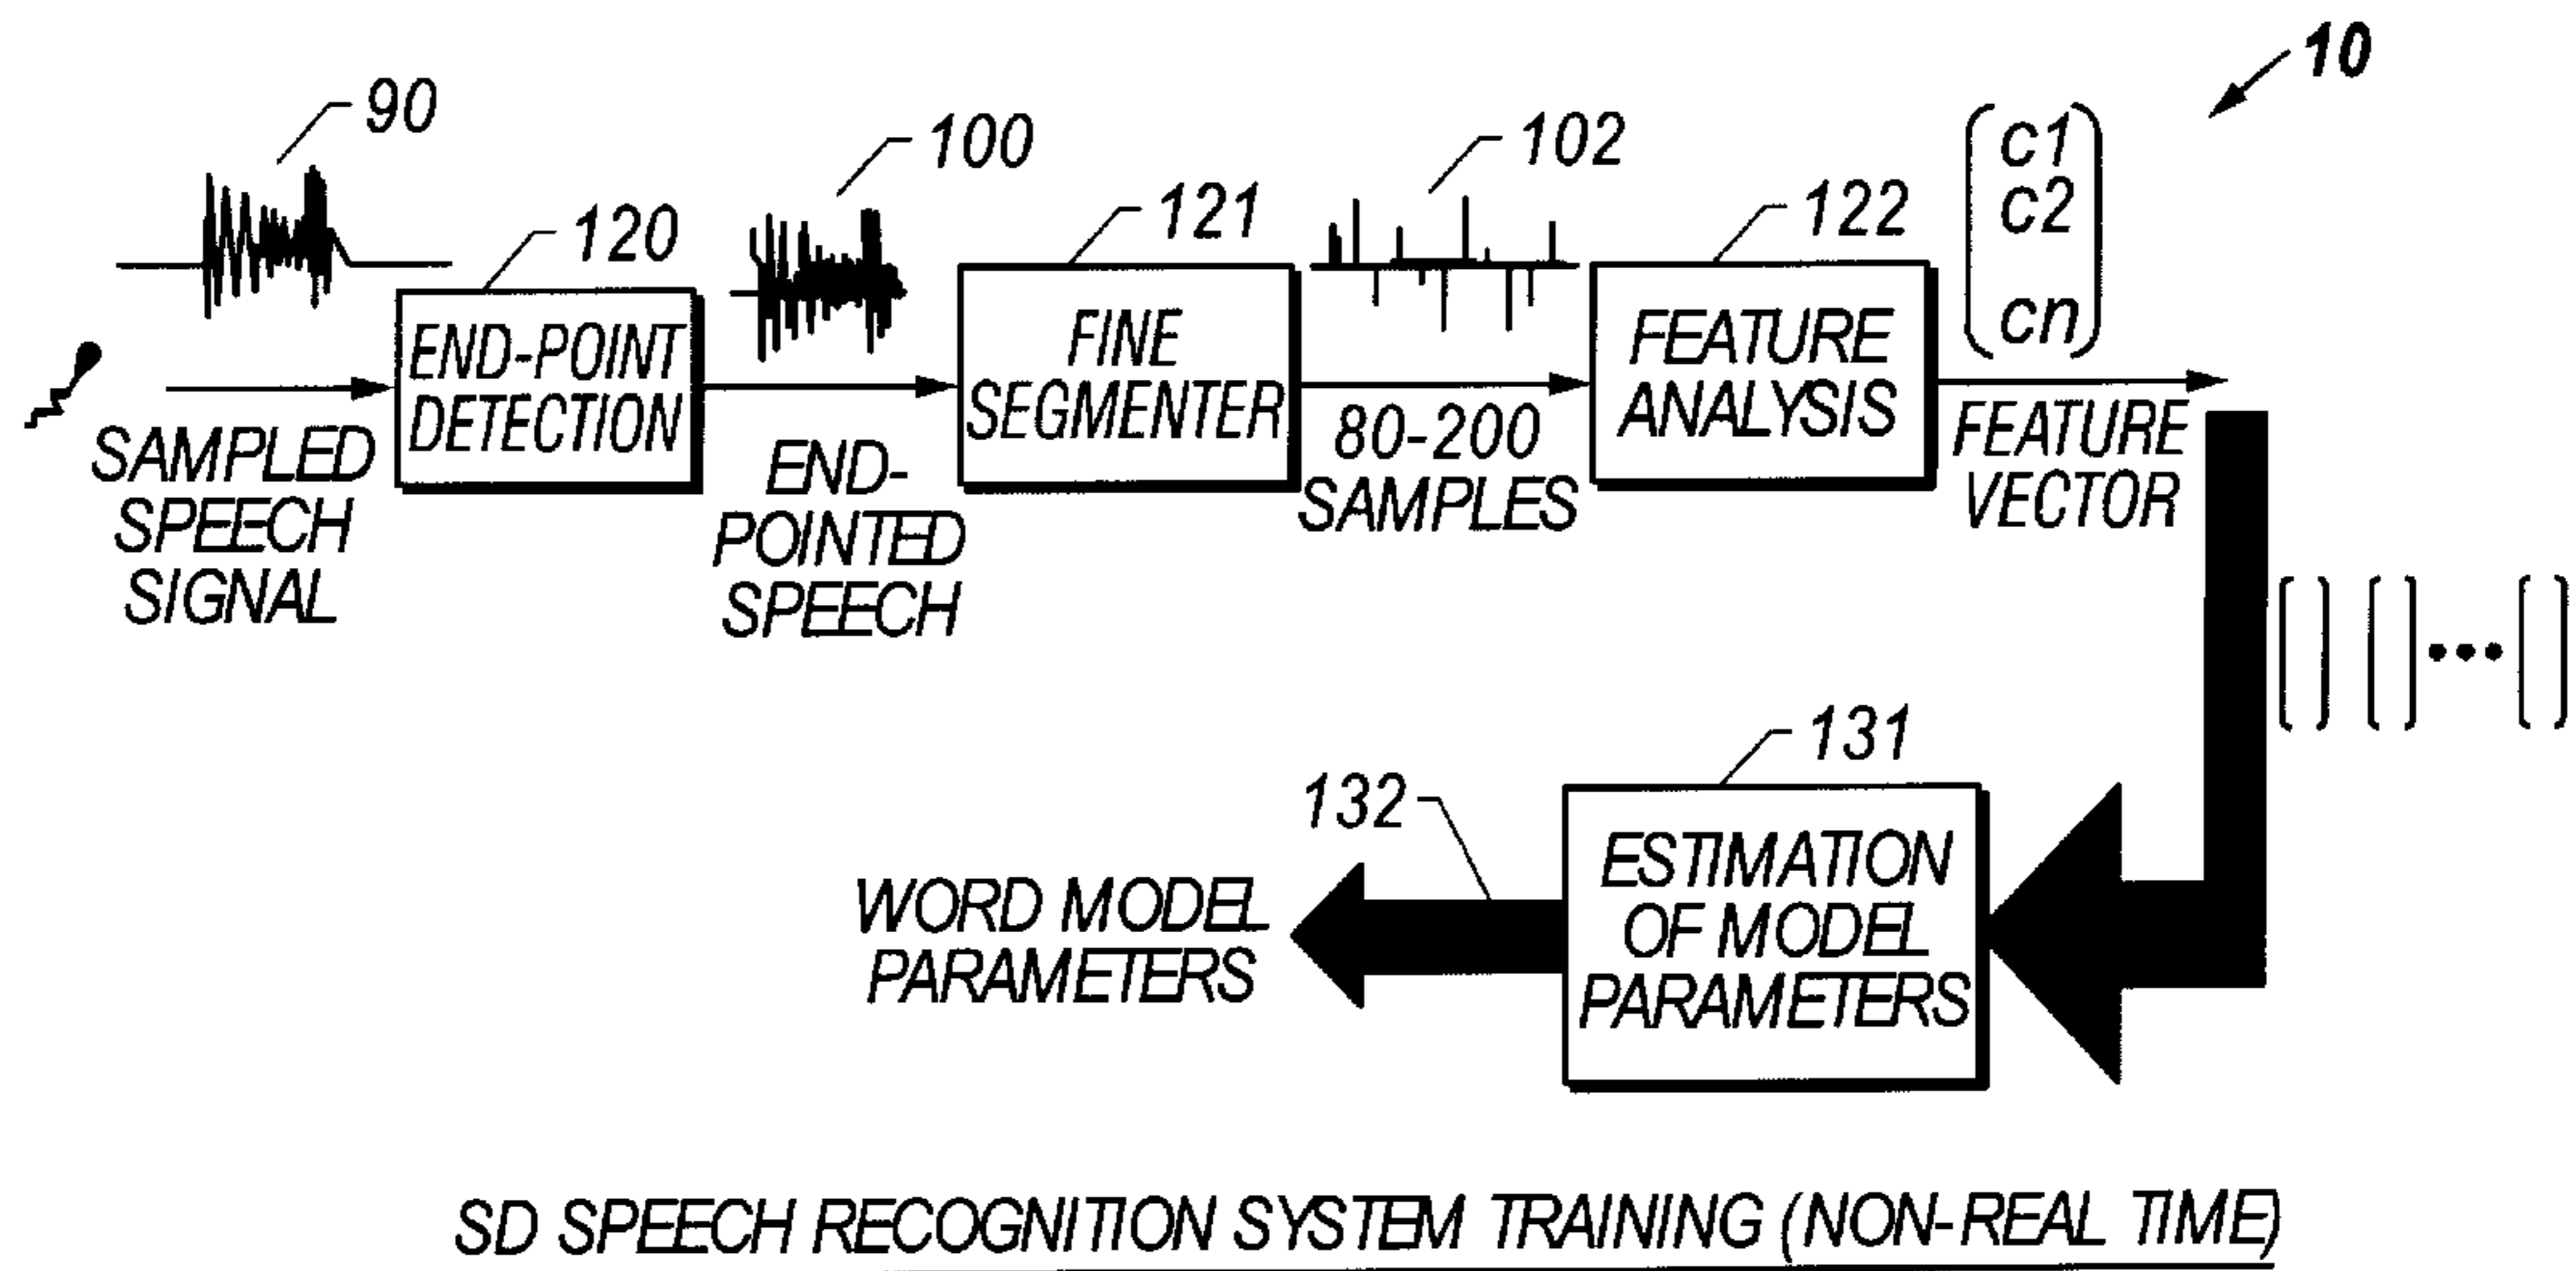 10
90
100
102
120
121
122
c1
c2
cn
END-POINT
DETECTION
FINE
SEGMENTER
FEATURE
ANALYSIS
SAMPLED
SPEECH
SIGNAL
END-
POINTED
SPEECH
80-200
SAMPLES
FEATURE
VECTOR
131
132
ESTIMATION
OF MODEL
PARAMETERS
WORD MODEL
PARAMETERS
SD SPEECH RECOGNITION SYSTEM TRAINING (NON-REAL TIME)